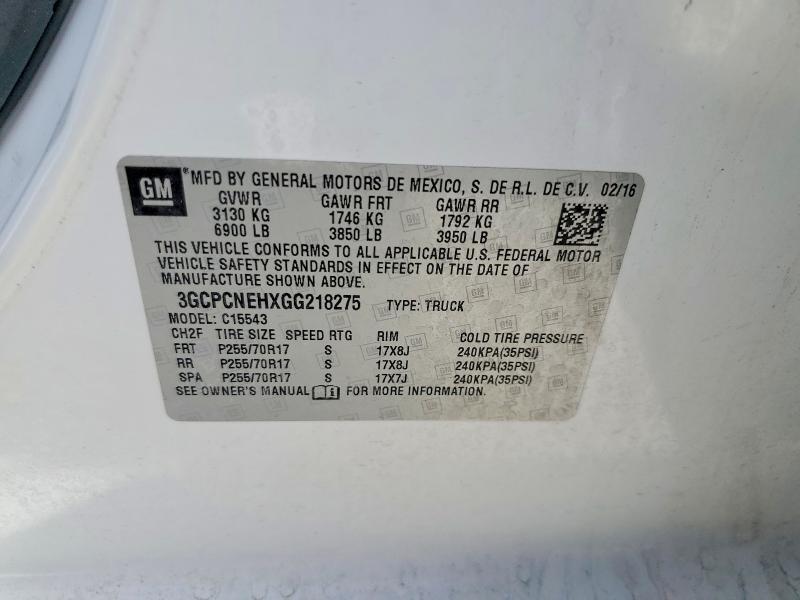 GM ®MFD BY GENERAL MOTORS DE MEXICO, S. DE R.L. DE C.V. 02/16
GVWR GAWR FRT GAWR RR
3130 KG 1746 KG 1792 KG
6900 LB 3850 LB 3950 LB
THIS VEHICLE CONFORMS TO ALL APPLICABLE U.S. FEDERAL MOTOR
VEHICLE SAFETY STANDARDS IN EFFECT ON THE DATE OF
MANUFACTURE SHOWN ABOVE.
3GCPCNEHXGG218275 TYPE: TRUCK
MODEL: C15543
CH2F TIRE SIZE SPEED RTG RIM COLD TIRE PRESSURE
FRT P255/70R17 S 17X8J 240KPA(35PSI)
RR P255/70R17 S 17X8J 240KPA(35PSI)
SPA P255/70R17 S 17X7J 240KPA(35PSI)
SEE OWNER'S MANUAL FOR MORE INFORMATION.